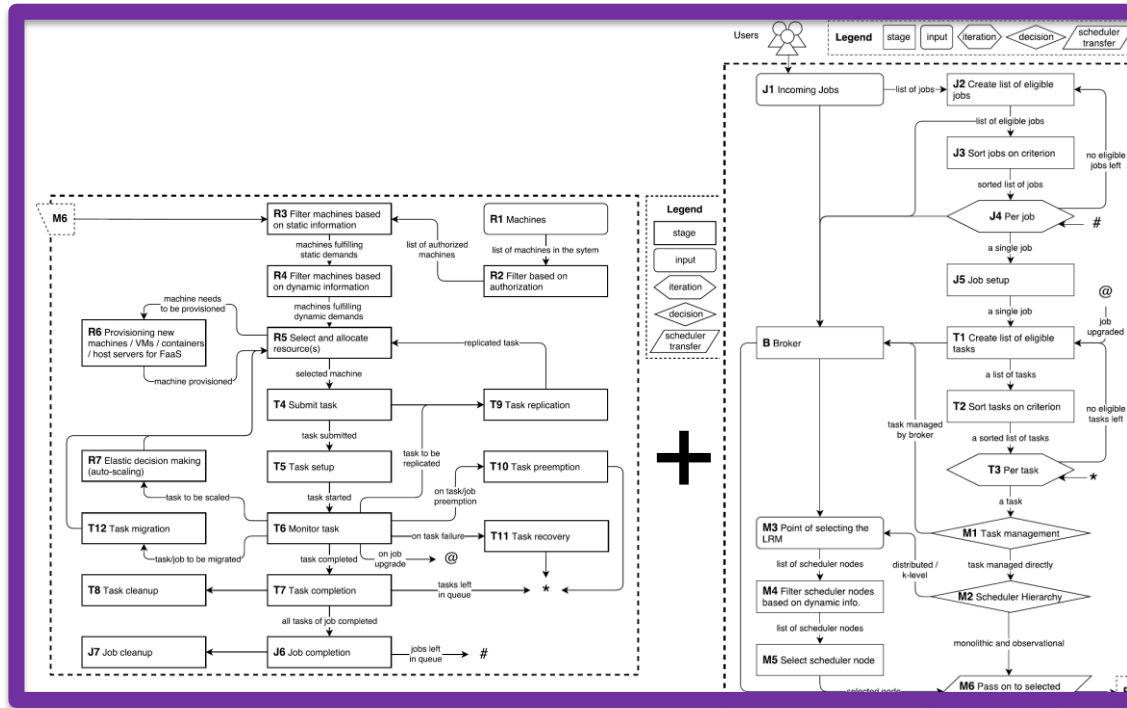 M6
R3 Filter machines based
on static information
R1 Machines
list of authorized
machines
list of machines in the sytem
machines fulfilling
static demands
R4 Filter machines based
on dynamic information
R2 Filter based on
authorization
machine needs
to be provisioned
machines fulfilling
dynamic demands
R6 Provisioning new
machines / VMs / containers
/ host servers for FaaS
R5 Select and allocate
resource(s)
replicated task
machine provisioned
selected machine
T4 Submit task
T9 Task replication
task submitted
task to be
replicated
R7 Elastic decision making
(auto-scaling)
T5 Task setup
T10 Task preemption
task to be scaled
task started
on task/job
preemption
T12 Task migration
T6 Monitor task
on task failure
T11 Task recovery
task/job to be migrated
task completed
on job
upgrade
@
T8 Task cleanup
T7 Task completion
tasks left
in queue
*
all tasks of job completed
J7 Job cleanup
J6 Job completion
jobs left
in queue
#
Legend
stage
input
iteration
decision
scheduler
transfer
+
Users
Legend
stage
input
iteration
decision
scheduler
transfer
J1 Incoming Jobs
list of jobs
J2 Create list of eligible
jobs
list of eligible jobs
J3 Sort jobs on criterion
no eligible
jobs left
sorted list of jobs
J4 Per job
#
a single job
J5 Job setup
@
a single job
job
upgraded
B Broker
T1 Create list of eligible
tasks
a list of tasks
T2 Sort tasks on criterion
no eligible
tasks left
task managed
by broker
a sorted list of tasks
T3 Per task
*
a task
M3 Point of selecting the
LRM
M1 Task management
list of scheduler nodes
distributed /
k-level
task managed directly
M4 Filter scheduler nodes
based on dynamic info.
M2 Scheduler Hierarchy
list of scheduler nodes
monolithic and observational
M5 Select scheduler node
selected node
M6 Pass on to selected